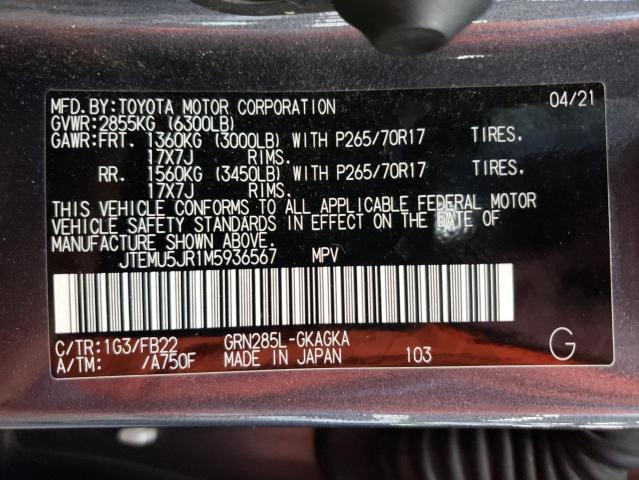 MFD.BY:TOYOTA MOTOR CORPORATION 04/21
GVWR:2855KG (6300LB)
GAWR:FRT. 1360KG (3000LB) WITH P265/70R17 TIRES.
17X7J RIMS.
RR. 1560KG (3450LB) WITH P265/70R17 TIRES.
17X7J RIMS.
THIS VEHICLE CONFORMS TO ALL APPLICABLE FEDERAL MOTOR
VEHICLE SAFETY STANDARDS IN EFFECT ON THE DATE OF
MANUFACTURE SHOWN ABOVE.
JTEMU5JR1M5936567 MPV
C/TR:1G3/FB22 GRN285L-GKAGKA
A/TM: /A750F MADE IN JAPAN 103 G